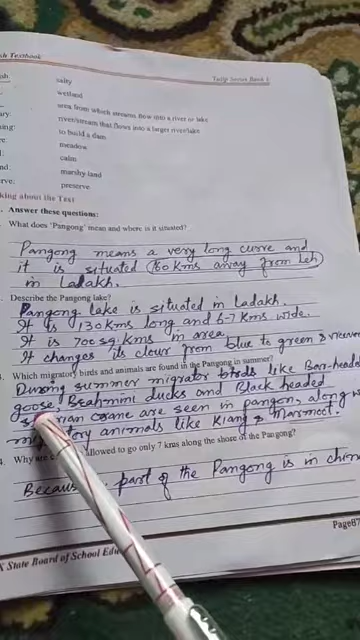 sh Textbook
Tulip Series Book
salty
wetland
area from which streams flow into a river or lake
river/stream that flows into a larger river/lake
to build a dam
meadow
calm
marshy land
preserve
king about the Text
Answer these questions:
What does 'Pangong' mean and where is it situated?
Pangong means a very long curve and
it is situated 160 kms away from Leh
in Ladakh.
Describe the Pangong lake?
Pangong lake is situated in Ladakh.
It is 130 kms long and 6-7 kms wide.
It is 700 sq. kms in area.
It changes its clour from blue to green &
Which migratory birds and animals are found in the Pangong in summer?
During summer migrator birds like Bar-headed
goose, Brahmini ducks and Black headed
crane are seen in pangon, along w
animals like Kiang & Marmoot.
Why are allowed to go only 7 kms along the shore of the Pangong?
Because part of the Pangong is in chin
Page87
K State Board of School Edu